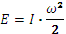 E = I · ω²/2